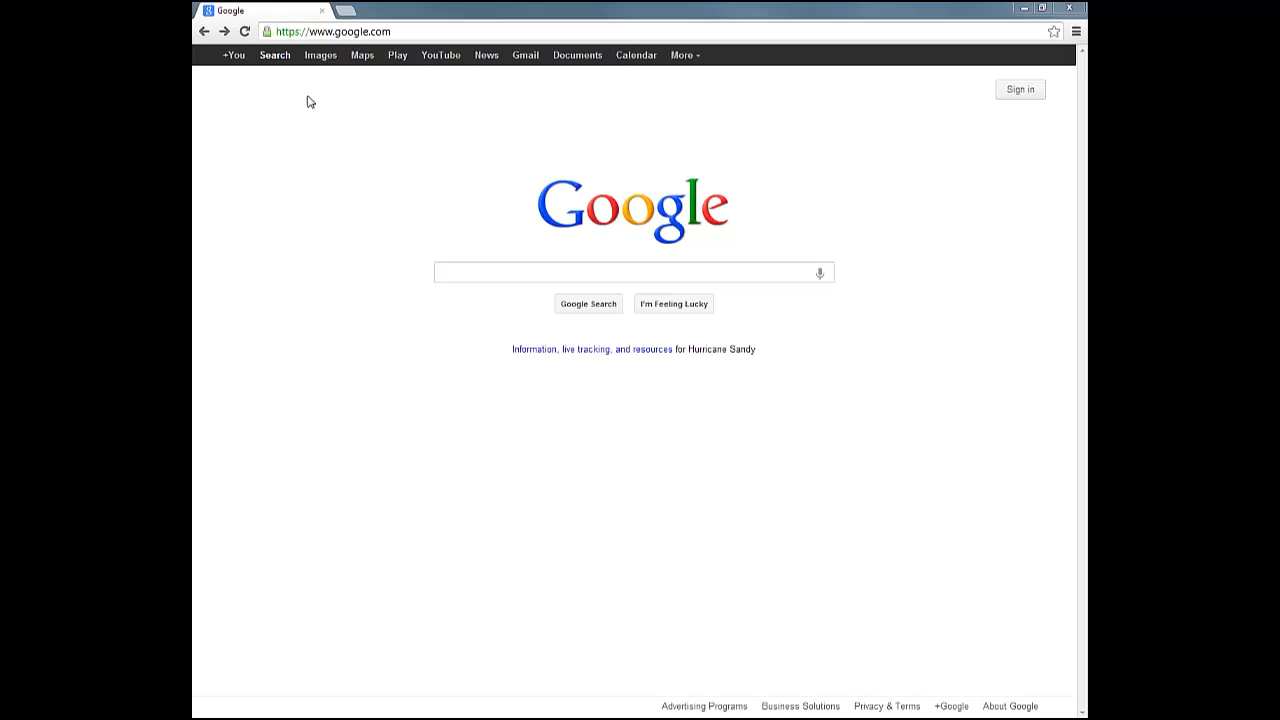 Google
https://www.google.com
+You Search Images Maps Play YouTube News Gmail Documents Calendar More
Sign in
Google
Google Search I'm Feeling Lucky
Information, live tracking, and resources for Hurricane Sandy
Advertising Programs Business Solutions Privacy & Terms +Google About Google